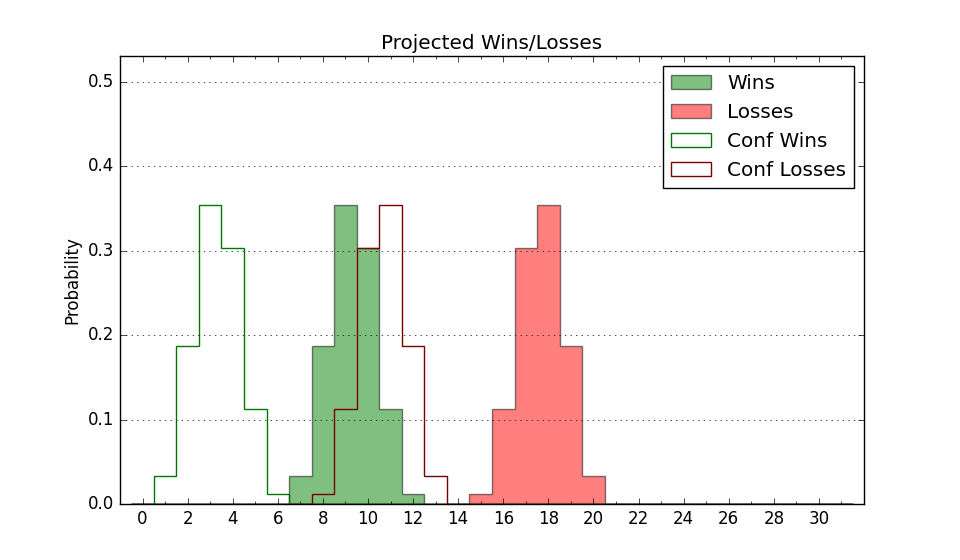 Projected Wins/Losses
Wins
Losses
Conf Wins
Conf Losses
Probability
0.5
0.4
0.3
0.2
0.1
0.0
0 2 4 6 8 10 12 14 16 18 20 22 24 26 28 30